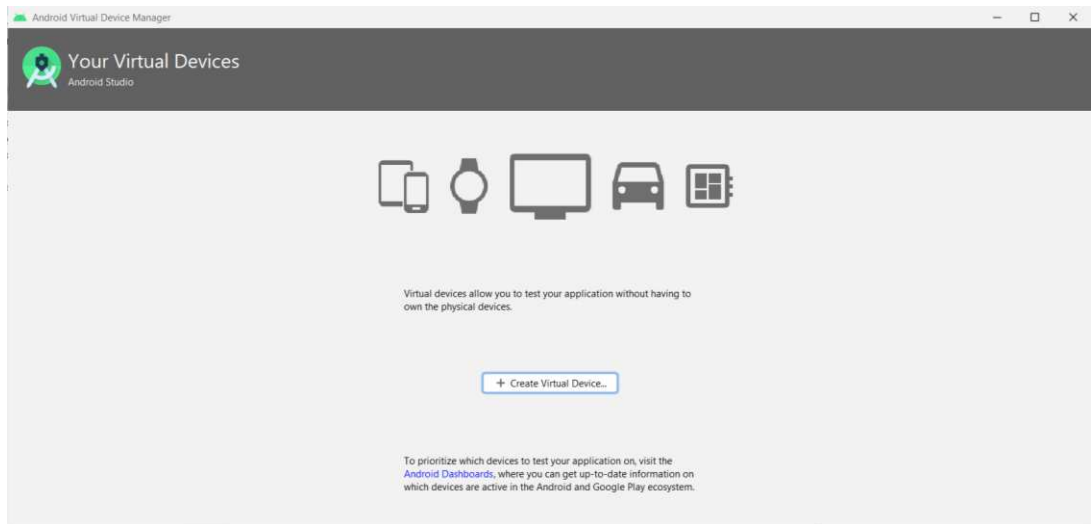 Android Virtual Device Manager
Your Virtual Devices
Android Studio
Virtual devices allow you to test your application without having to
own the physical devices.
+ Create Virtual Device...
To prioritize which devices to test your application on, visit the
Android Dashboards, where you can get up-to-date information on
which devices are active in the Android and Google Play ecosystem.